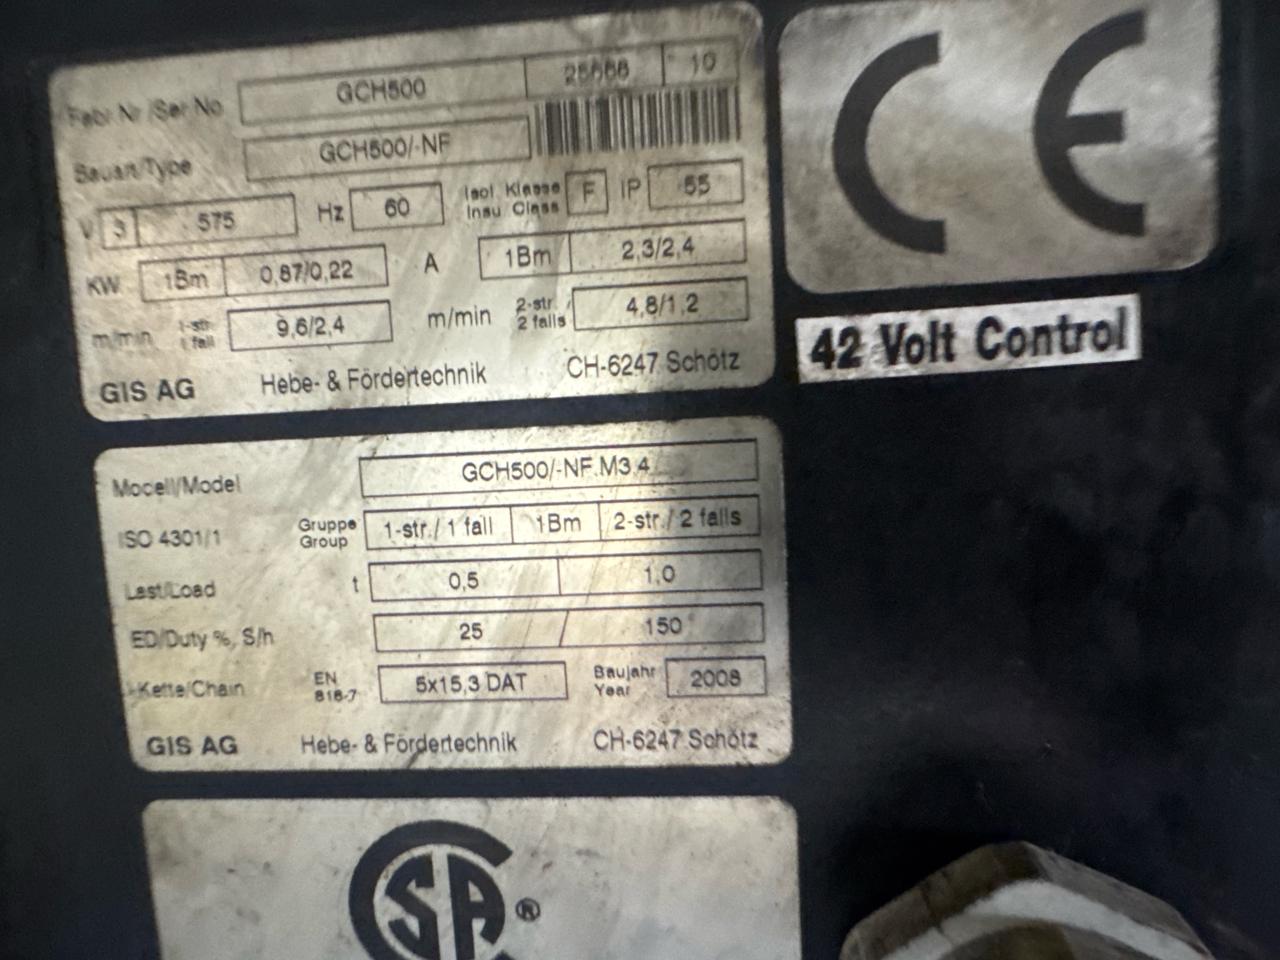 Fabr Nr /Ser No GCH500 10
Bauart/Type GCH500/-NF
V 3 575 Hz 60 Isol Klasse F IP 55
Insu Class
KW 1Bm 0,87/0,22 A 1Bm 2,3/2,4
m/min 1-str. 9,6/2,4 m/min 2-str. 4,8/1,2
1 fall 2 falls
GIS AG Hebe- & Fördertechnik CH-6247 Schötz
CE
42 Volt Control
Modell/Model GCH500/-NF.M3.4
ISO 4301/1 Gruppe 1-str./ 1 fall 1Bm 2-str./ 2 falls
Group
Last/Load t 0,5 1,0
ED/Duty %, S/h 25 / 150
Kette/Chain EN 5x15,3 DAT Baujahr 2008
818-7 Year
GIS AG Hebe- & Fördertechnik CH-6247 Schötz
CSA ®